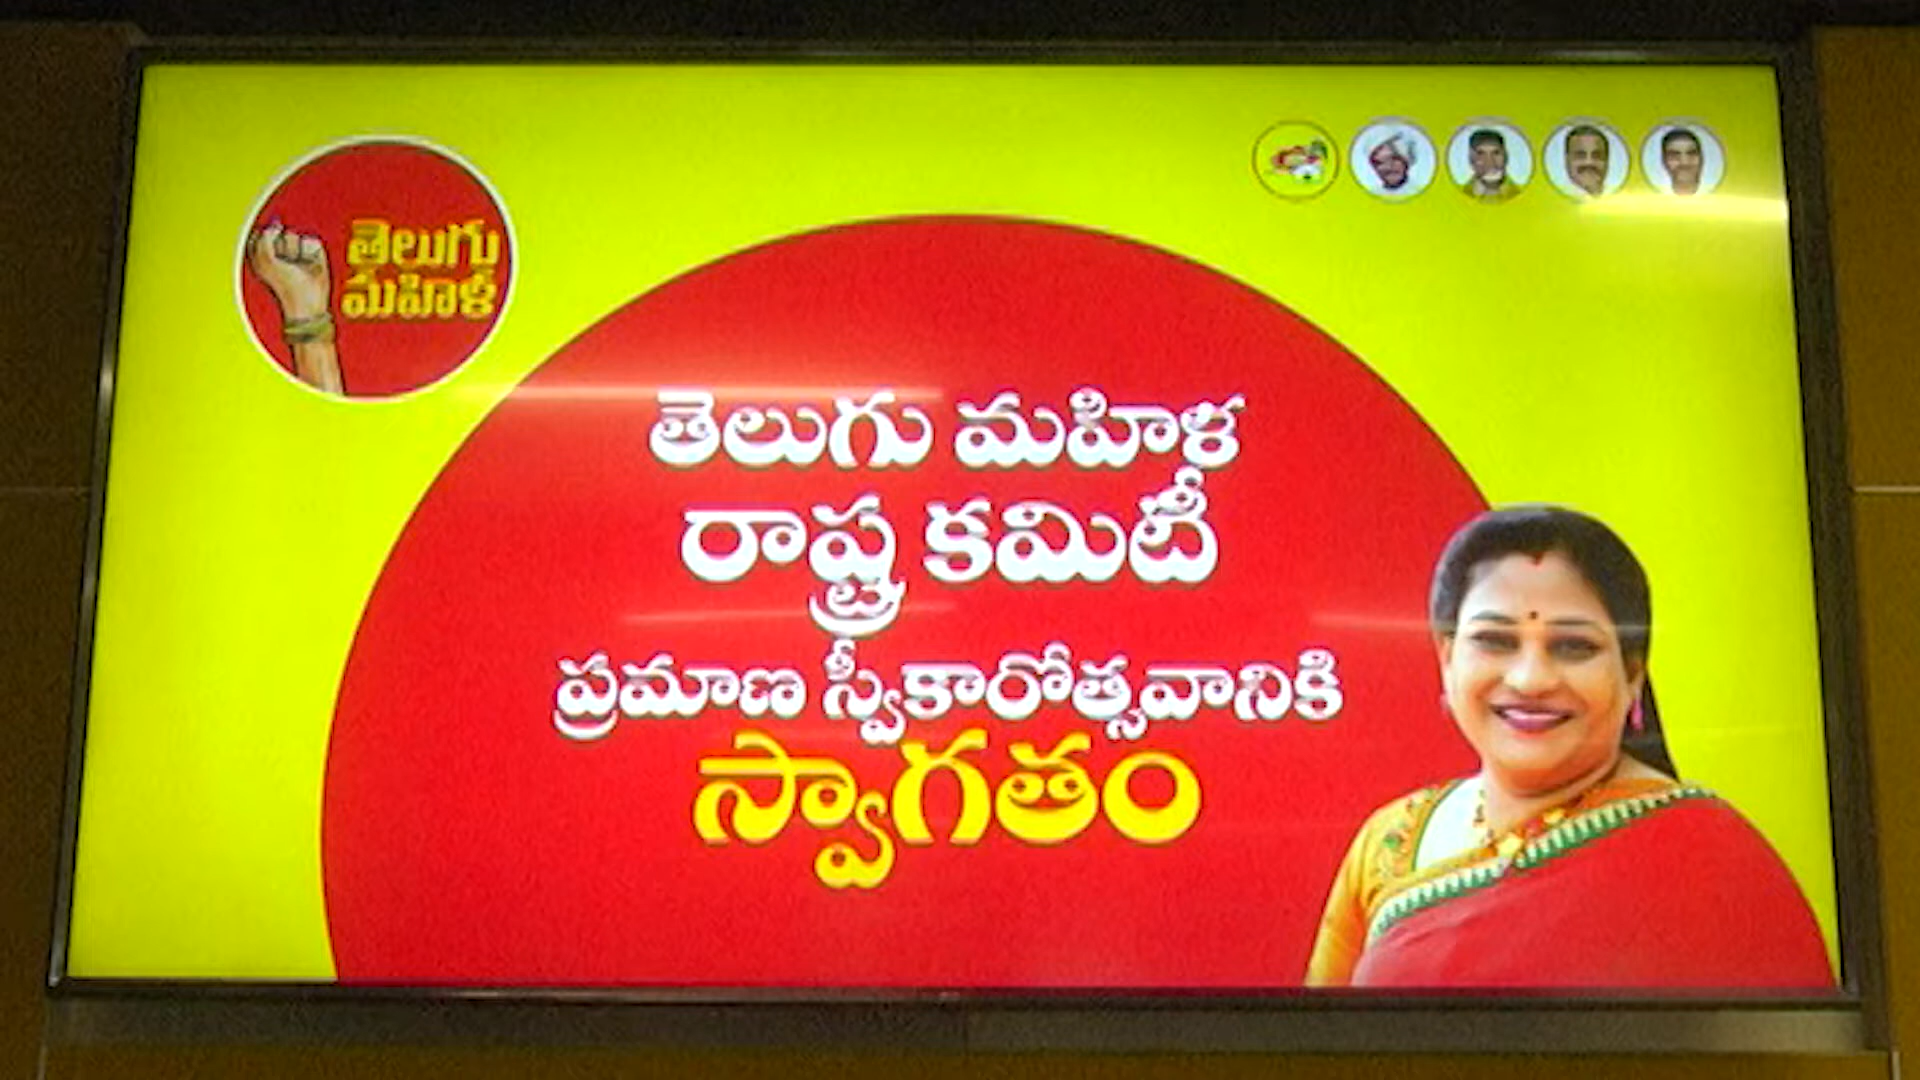 తెలుగు
మహిళ
తెలుగు మహిళ
రాష్ట్ర కమిటీ
ప్రమాణ స్వీకారోత్సవానికి
స్వాగతం